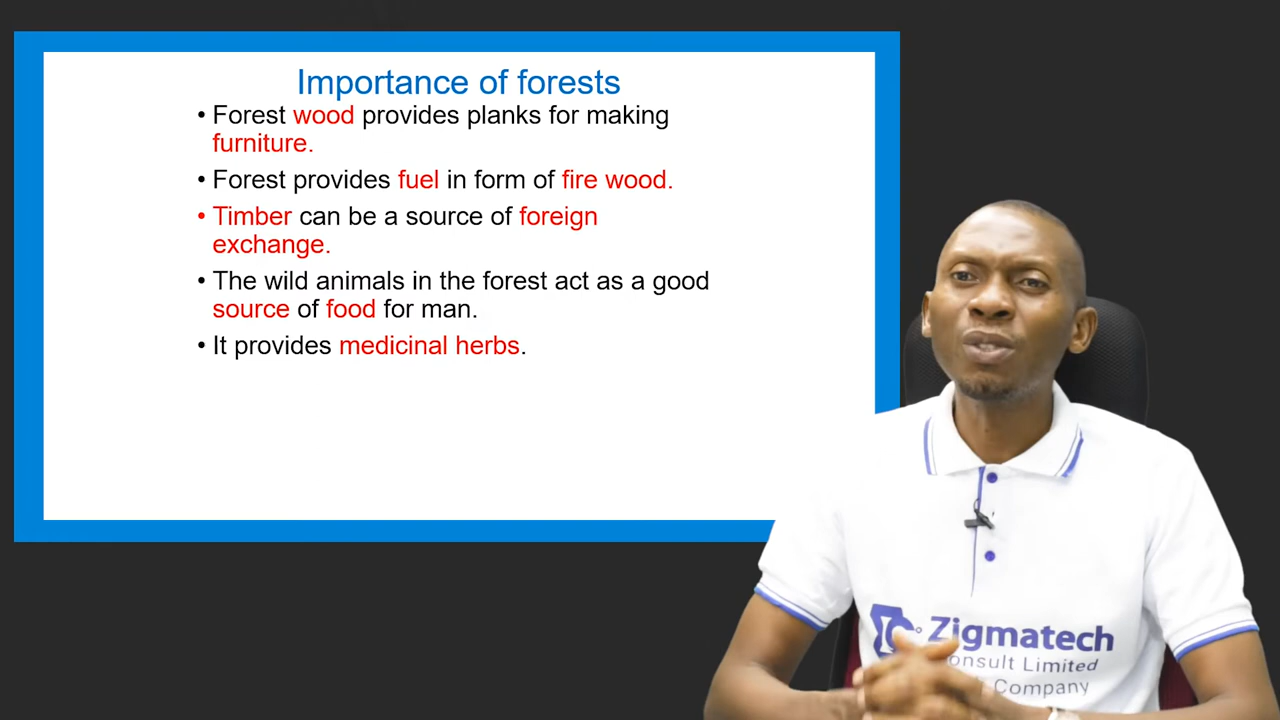 Importance of forests
• Forest wood provides planks for making
furniture.
• Forest provides fuel in form of fire wood.
• Timber can be a source of foreign
exchange.
• The wild animals in the forest act as a good
source of food for man.
• It provides medicinal herbs.
Zigmatech
onsult Limited
Company